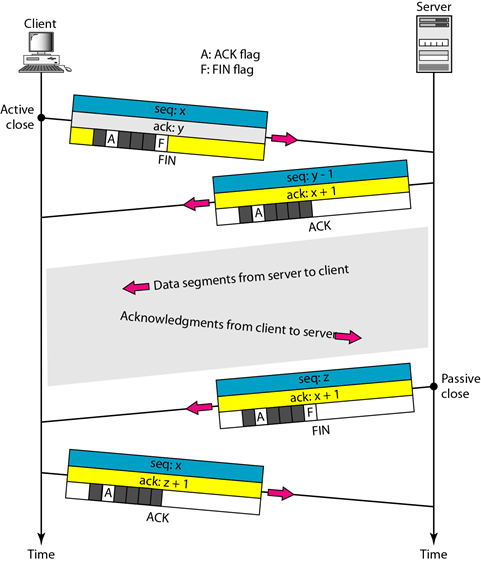 Client
Server
A: ACK flag
F: FIN flag
Active
close
seq: x
ack: y
A
F
FIN
seq: y - 1
ack: x + 1
A
ACK
Data segments from server to client
Acknowledgments from client to server
Passive
close
seq: z
ack: x + 1
A
F
FIN
seq: x
ack: z + 1
A
ACK
Time
Time